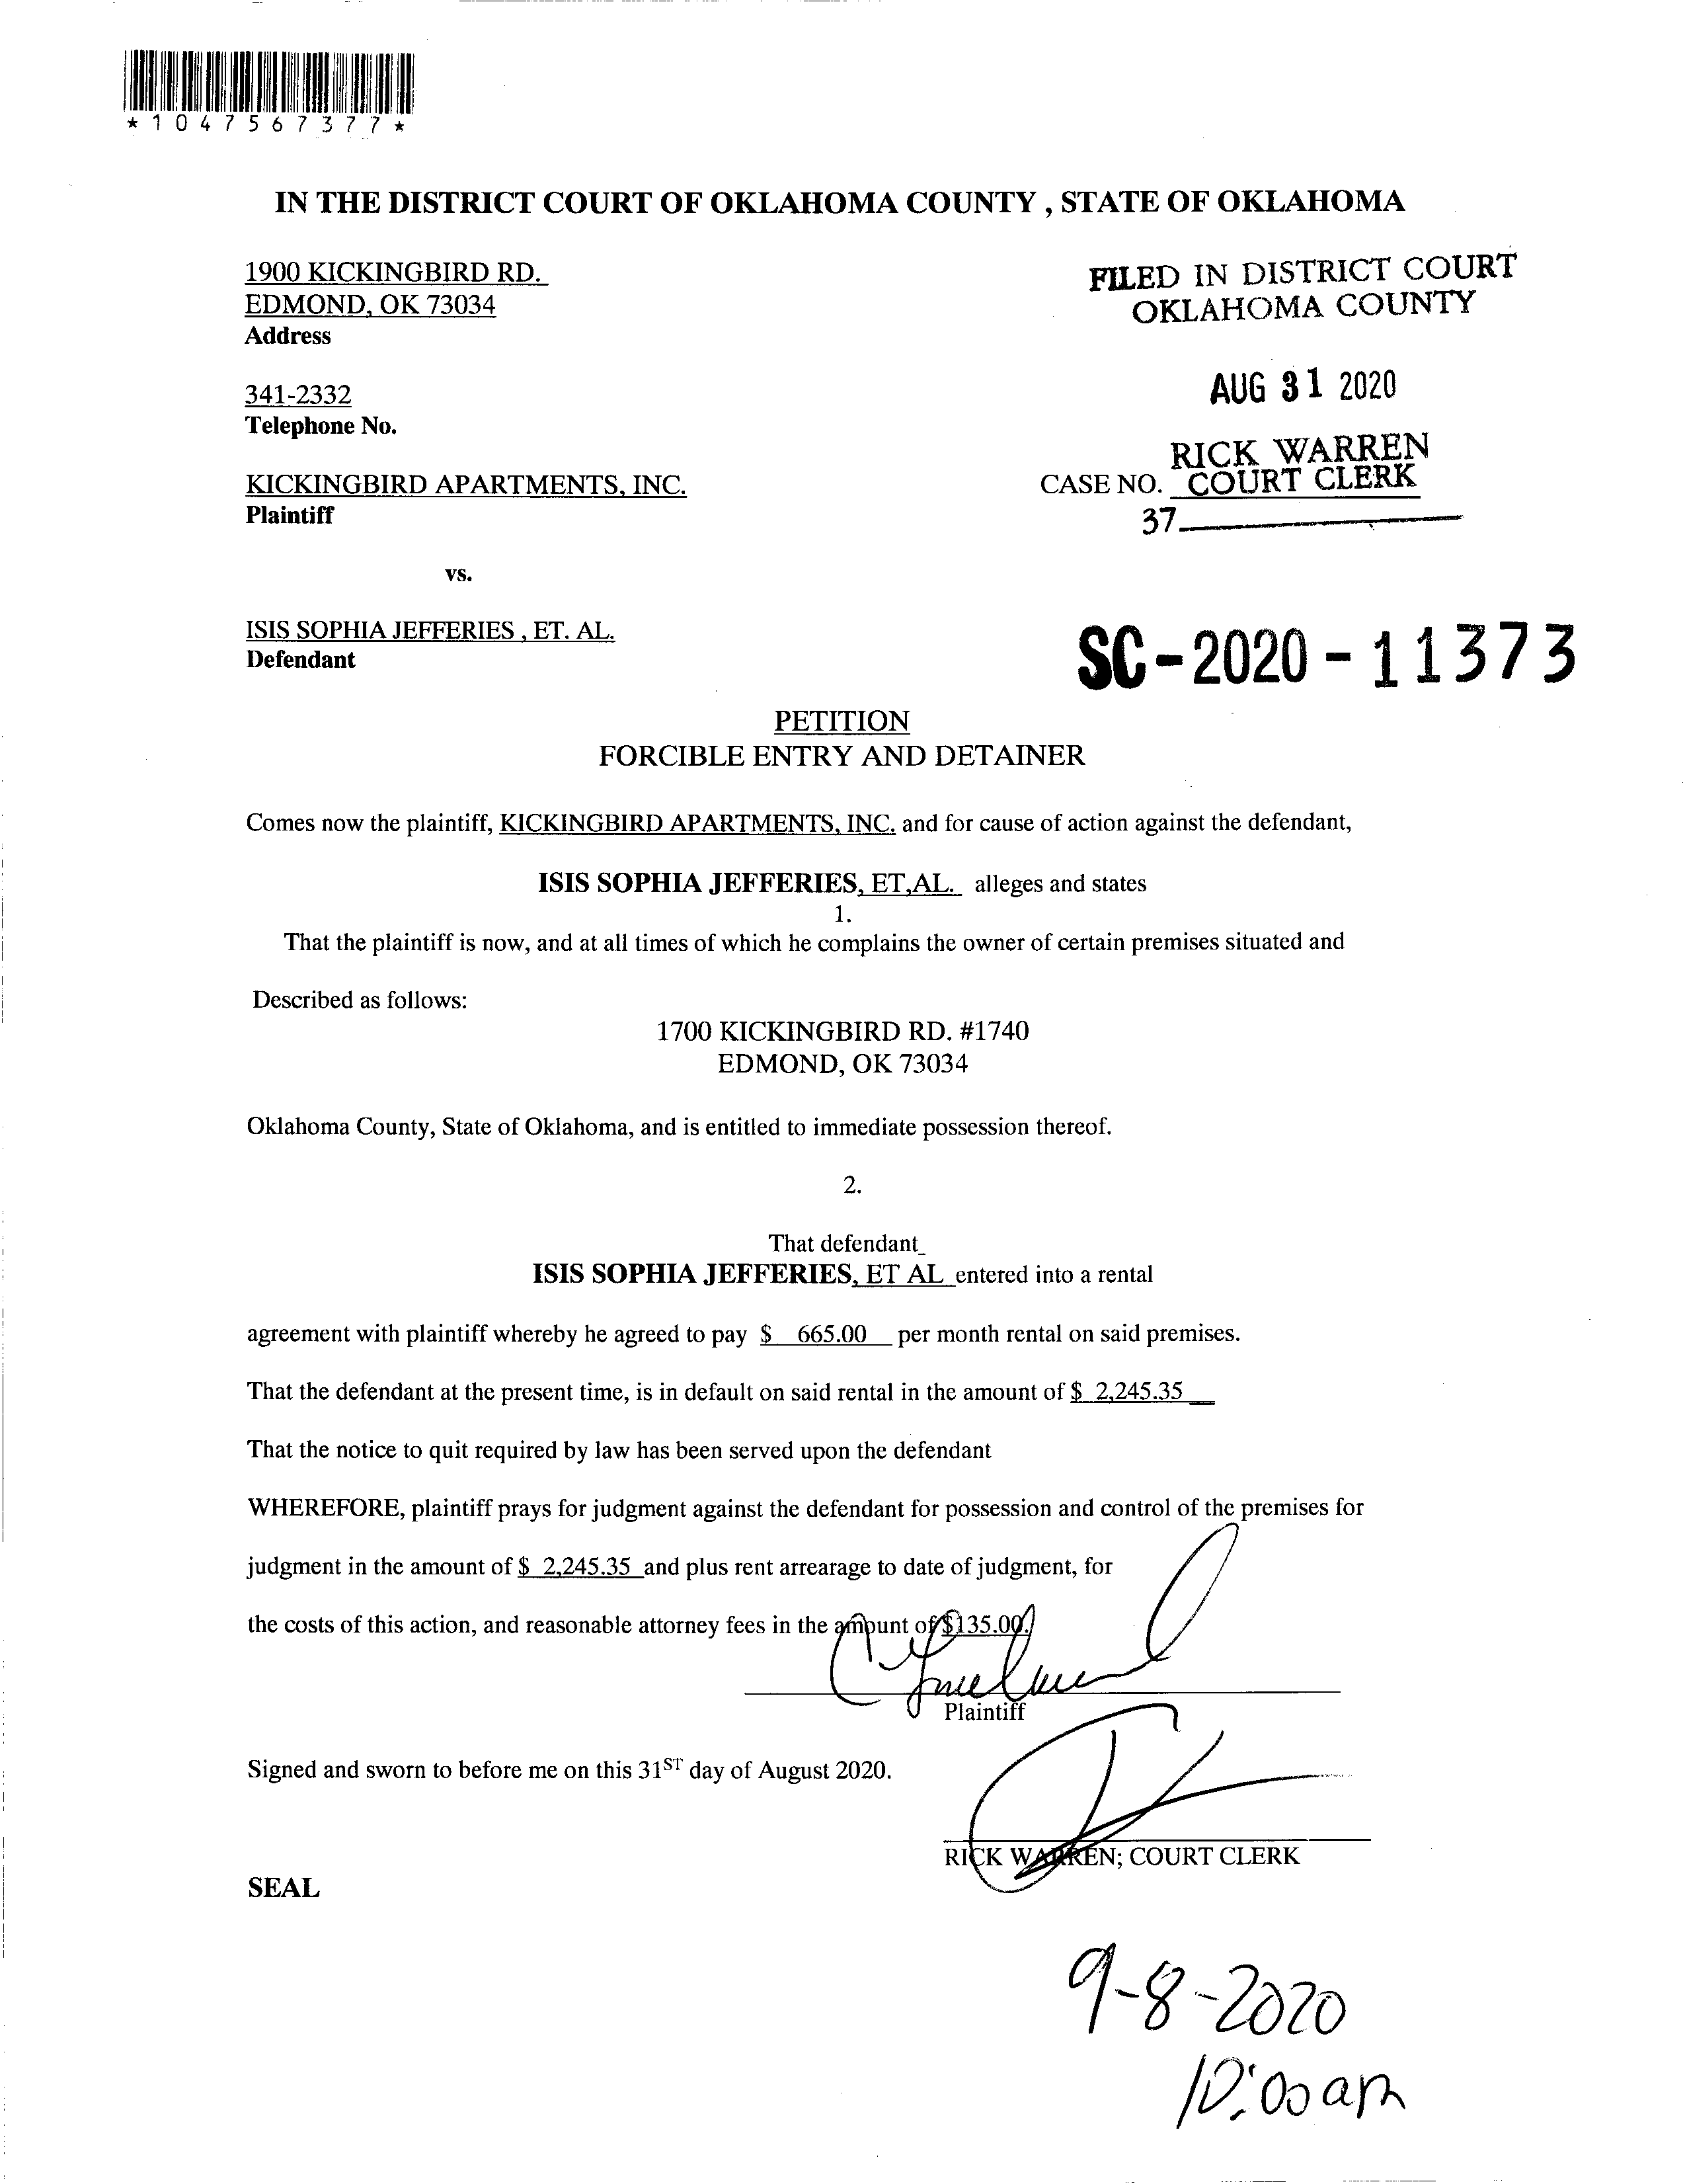 *1047567377*
IN THE DISTRICT COURT OF OKLAHOMA COUNTY , STATE OF OKLAHOMA
1900 KICKINGBIRD RD.
EDMOND, OK 73034
Address
341-2332
Telephone No.
KICKINGBIRD APARTMENTS, INC.
Plaintiff
FILED IN DISTRICT COURT
OKLAHOMA COUNTY
AUG 31 2020
RICK WARREN
CASE NO. COURT CLERK
37
vs.
ISIS SOPHIA JEFFERIES , ET. AL.
Defendant
SC-2020-11373
PETITION
FORCIBLE ENTRY AND DETAINER
Comes now the plaintiff, KICKINGBIRD APARTMENTS, INC. and for cause of action against the defendant,
ISIS SOPHIA JEFFERIES, ET,AL. alleges and states
1.
That the plaintiff is now, and at all times of which he complains the owner of certain premises situated and
Described as follows:
1700 KICKINGBIRD RD. #1740
EDMOND, OK 73034
Oklahoma County, State of Oklahoma, and is entitled to immediate possession thereof.
2.
That defendant
ISIS SOPHIA JEFFERIES, ET AL entered into a rental
agreement with plaintiff whereby he agreed to pay $ 665.00 per month rental on said premises.
That the defendant at the present time, is in default on said rental in the amount of $ 2,245.35
That the notice to quit required by law has been served upon the defendant
WHEREFORE, plaintiff prays for judgment against the defendant for possession and control of the premises for
judgment in the amount of $ 2,245.35 and plus rent arrearage to date of judgment, for
the costs of this action, and reasonable attorney fees in the amount of $135.00.
Plaintiff
Signed and sworn to before me on this 31ST day of August 2020.
RICK WARREN; COURT CLERK
SEAL
9-8-2020
10:00 am